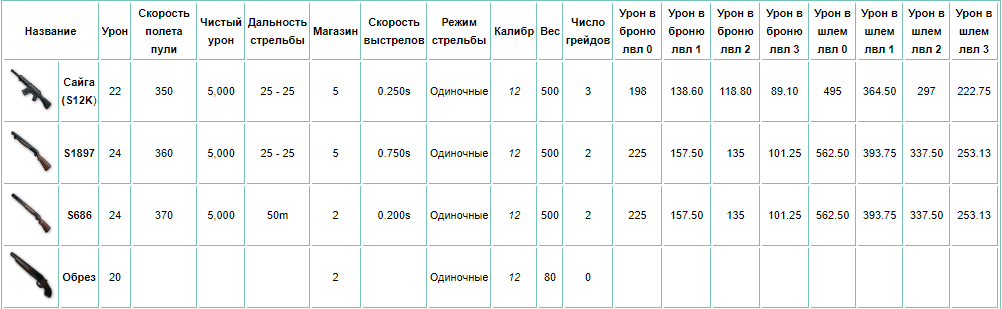 Название Урон Скорость полета пули Чистый урон Дальность стрельбы Магазин Скорость выстрелов Режим стрельбы Калибр Вес Число грейдов Урон в броню лвл 0 Урон в броню лвл 1 Урон в броню лвл 2 Урон в броню лвл 3 Урон в шлем лвл 0 Урон в шлем лвл 1 Урон в шлем лвл 2 Урон в шлем лвл 3
Сайга (S12K) 22 350 5,000 25 - 25 5 0.250s Одиночные 12 500 3 198 138.60 118.80 89.10 495 364.50 297 222.75
S1897 24 360 5,000 25 - 25 5 0.750s Одиночные 12 500 2 225 157.50 135 101.25 562.50 393.75 337.50 253.13
S686 24 370 5,000 50m 2 0.200s Одиночные 12 500 2 225 157.50 135 101.25 562.50 393.75 337.50 253.13
Обрез 20 2 Одиночные 12 80 0